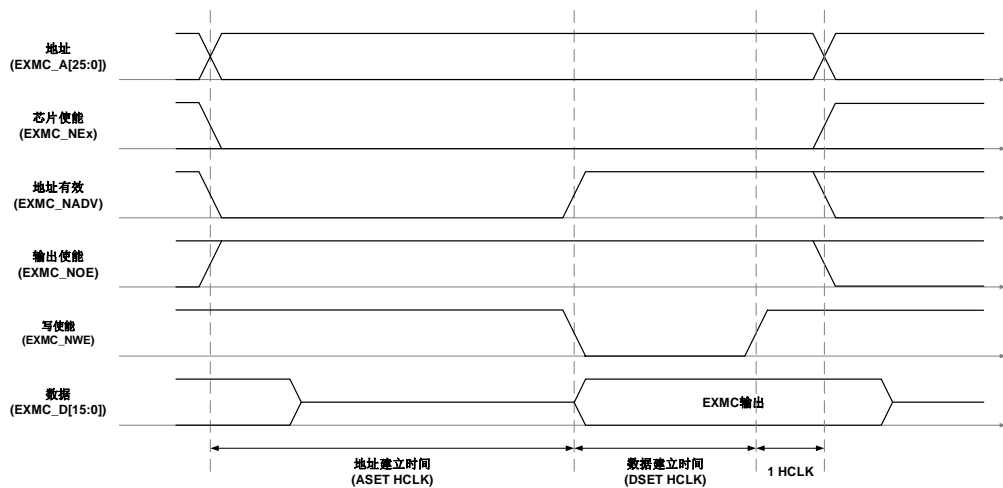 地址
(EXMC_A[25:0])
芯片使能
(EXMC_NEx)
地址有效
(EXMC_NADV)
输出使能
(EXMC_NOE)
写使能
(EXMC_NWE)
数据
(EXMC_D[15:0])
EXMC输出
地址建立时间
(ASET HCLK)
数据建立时间
(DSET HCLK)
1 HCLK